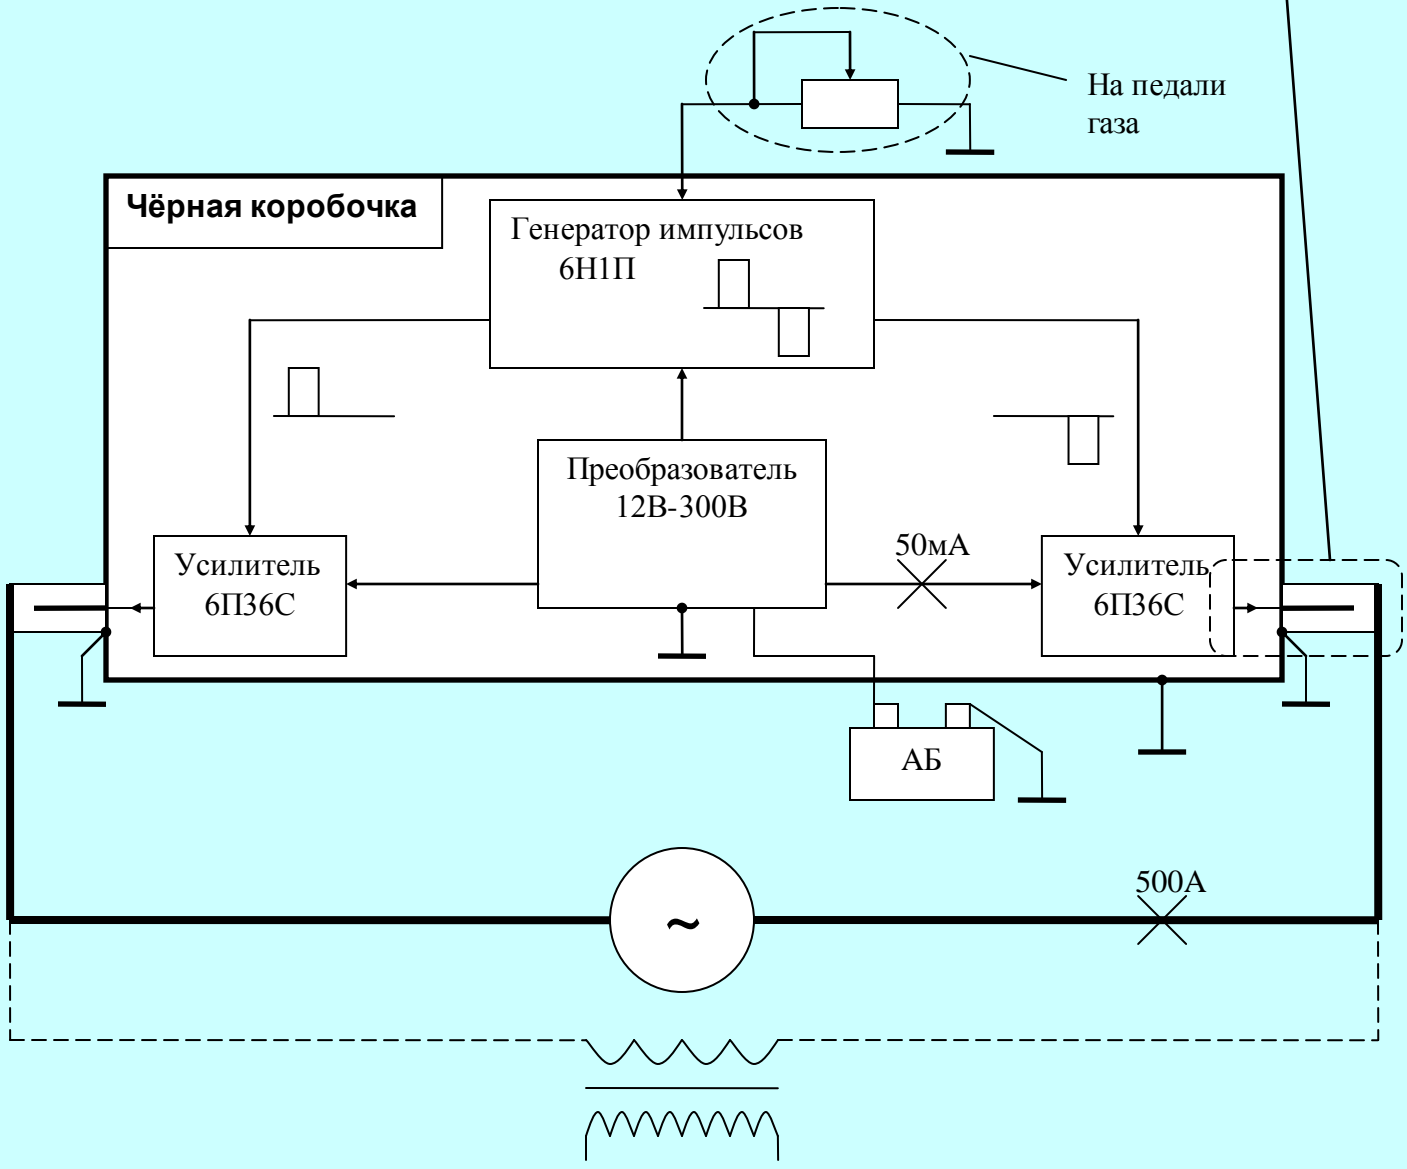 На педали
газа
Чёрная коробочка
Генератор импульсов
6Н1П
Преобразователь
12В-300В
50мА
Усилитель
6П36С
Усилитель
6П36С
АБ
500А
~